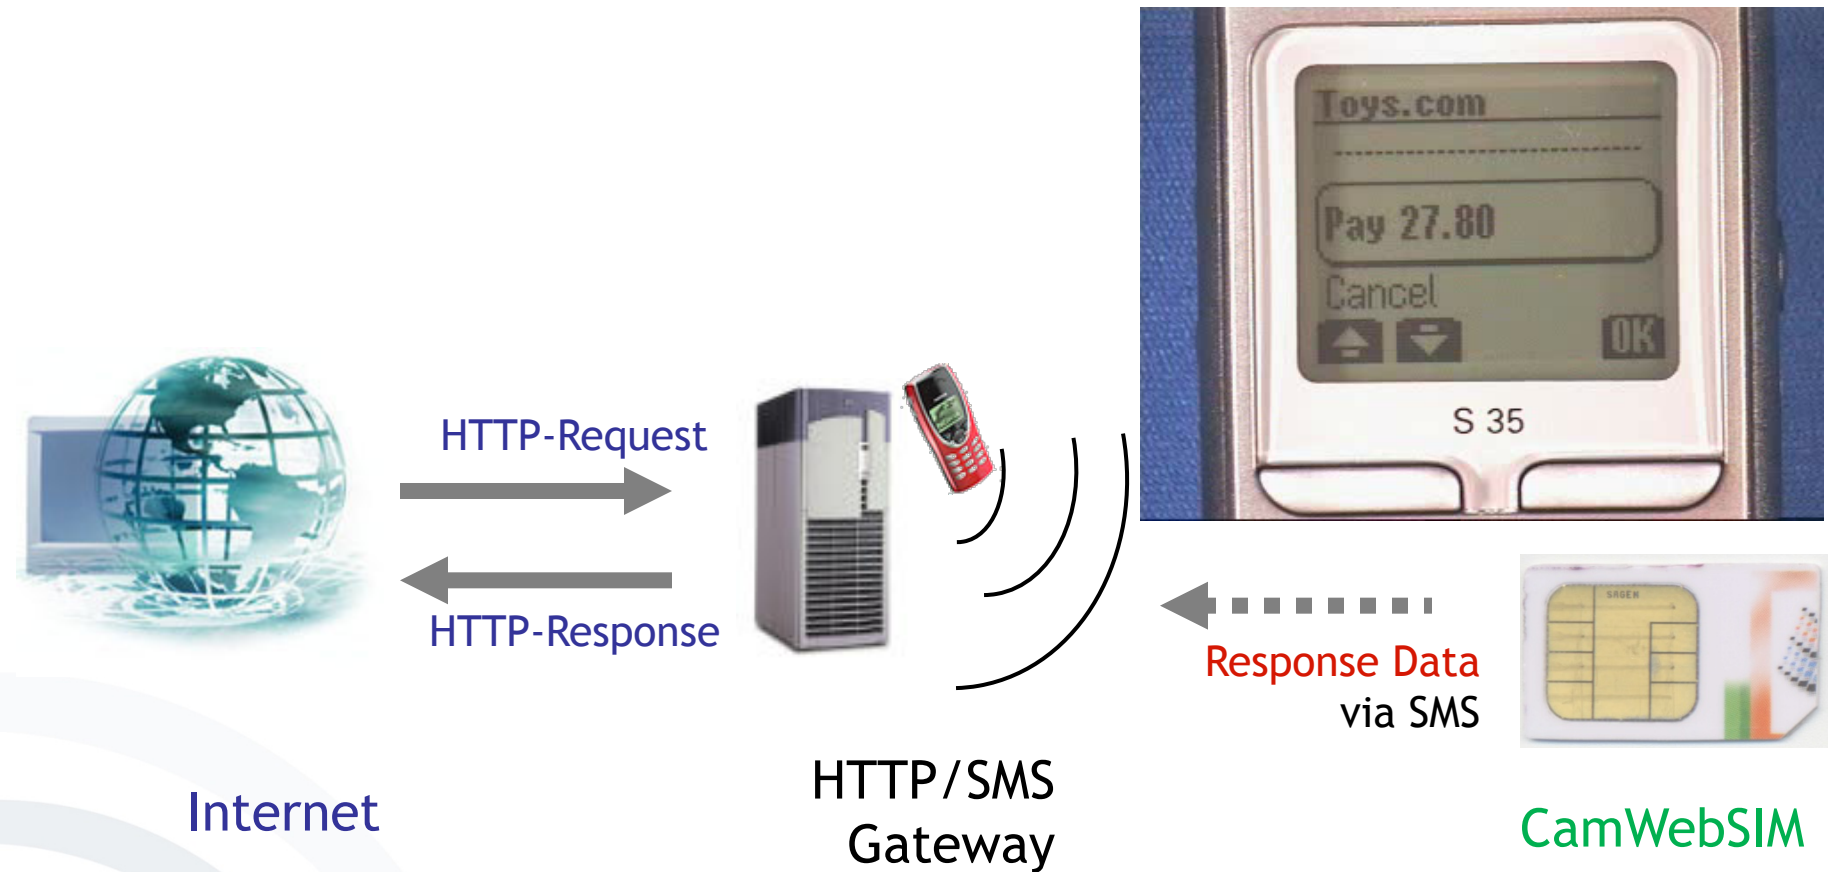 Toys.com
Pay 27.80
Cancel
OK
S 35
HTTP-Request
HTTP-Response
SAGEM
Response Data
via SMS
Internet
HTTP/SMS
Gateway
CamWebSIM